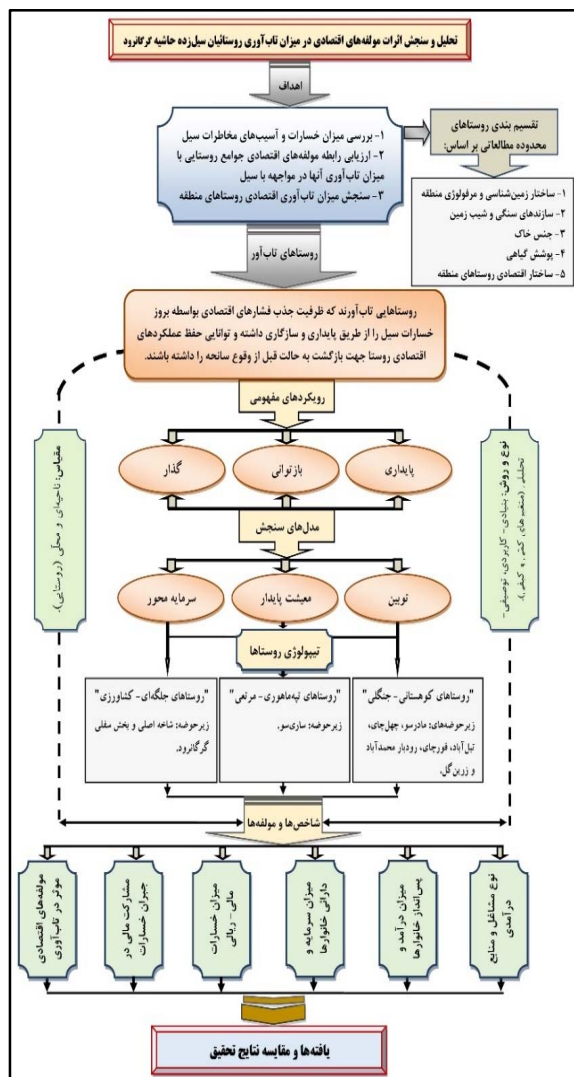 تحلیل و سنجش اثرات مولفه‌های اقتصادی در میزان تاب‌آوری روستائیان سیل‌زده حاشیه گرگانرود
اهداف
۱- بررسی میزان خسارات و آسیب‌های مخاطرات سیل
۲- ارزیابی رابطه مولفه‌های اقتصادی جوامع روستایی با
میزان تاب‌آوری آنها در مواجهه با سیل
۳- سنجش میزان تاب‌آوری اقتصادی روستاهای منطقه
تقسیم بندی روستاهای
محدوده مطالعاتی بر اساس:
۱- ساختار زمین‌شناسی و مرفولوژی منطقه
۲- سازندهای سنگی و شیب زمین
۳- جنس خاک
۴- پوشش گیاهی
۵- ساختار اقتصادی روستاهای منطقه
روستاهای تاب‌آور
روستاهایی تاب‌آورند که ظرفیت جذب فشارهای اقتصادی بواسطه بروز
خسارات سیل را از طریق پایداری و سازگاری داشته و توانایی حفظ عملکردهای
اقتصادی روستا جهت بازگشت به حالت قبل از وقوع سانحه را داشته باشند.
رویکردهای مفهومی
نوع و روش: بنیادی- کاربردی، توصیفی-
تحلیلی (متغیرهای کمی و کیفی).
مقیاس: ناحیه‌ای و محلی (روستایی).
پایداری
بازتوانی
گذار
مدل‌های سنجش
توبین
معیشت پایدار
سرمایه محور
تیپولوژی روستاها
"روستاهای کوهستانی- جنگلی"
زیرحوضه‌های: مادرسو، چهل‌چای،
تیل‌آباد، قورچای، رودبار محمدآباد
و زرین‌گل.
"روستاهای تپه‌ماهوری- مرتعی"
زیرحوضه: ساری‌سو.
"روستاهای جلگه‌ای- کشاورزی"
زیرحوضه: شاخه اصلی و بخش سفلی
گرگانرود.
شاخص‌ها و مولفه‌ها
نوع مشاغل و منابع
درآمدی
میزان درآمد و
پس‌انداز خانوارها
میزان سرمایه و
دارائی خانوارها
میزان خسارات
مالی - ریالی
مشارکت مالی در
جبران خسارات
مولفه‌های اقتصادی
موثر در تاب‌آوری
یافته‌ها و مقایسه نتایج تحقیق